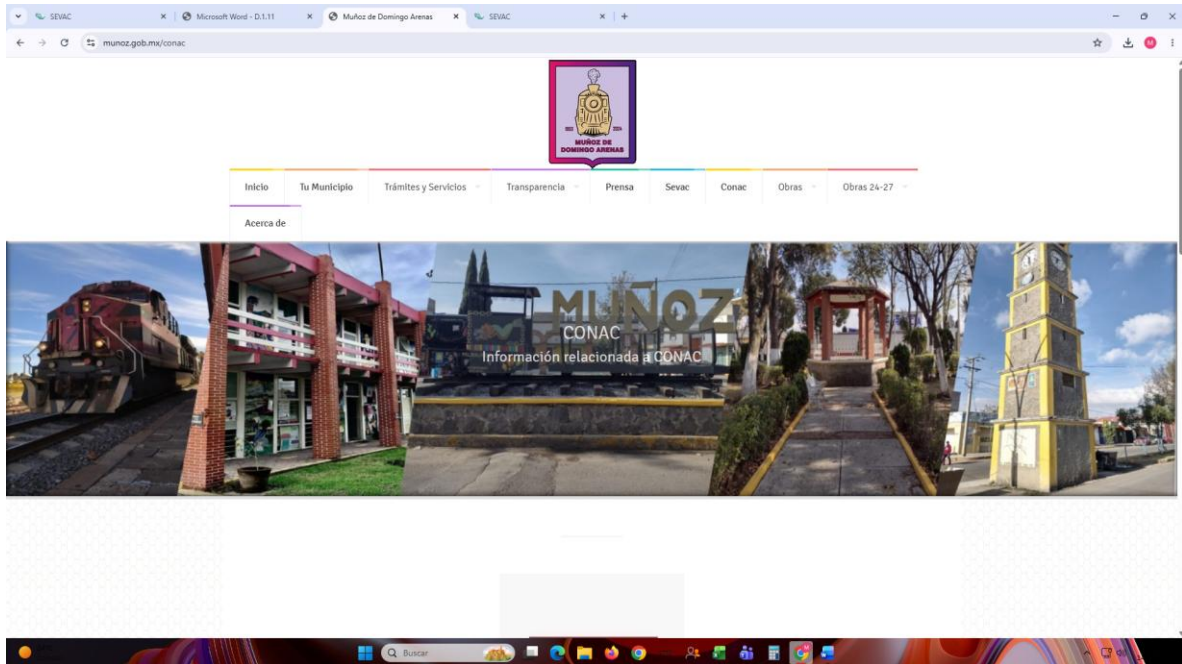 SEVAC
Microsoft Word - D.1.11
Muñoz de Domingo Arenas
SEVAC
munoz.gob.mx/conac
M
MUÑOZ DE
DOMINGO ARENAS
Inicio
Tu Municipio
Trámites y Servicios
Transparencia
Prensa
Sevac
Conac
Obras
Obras 24-27
Acerca de
MUÑOZ
CONAC
Información relacionada a CONAC
Buscar